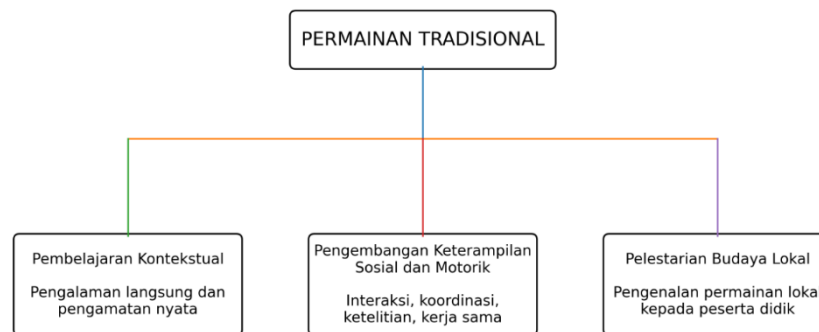 PERMAINAN TRADISIONAL
Pembelajaran Kontekstual
Pengalaman langsung dan
pengamatan nyata
Pengembangan Keterampilan
Sosial dan Motorik
Interaksi, koordinasi,
ketelitian, kerja sama
Pelestarian Budaya Lokal
Pengenalan permainan lokal
kepada peserta didik